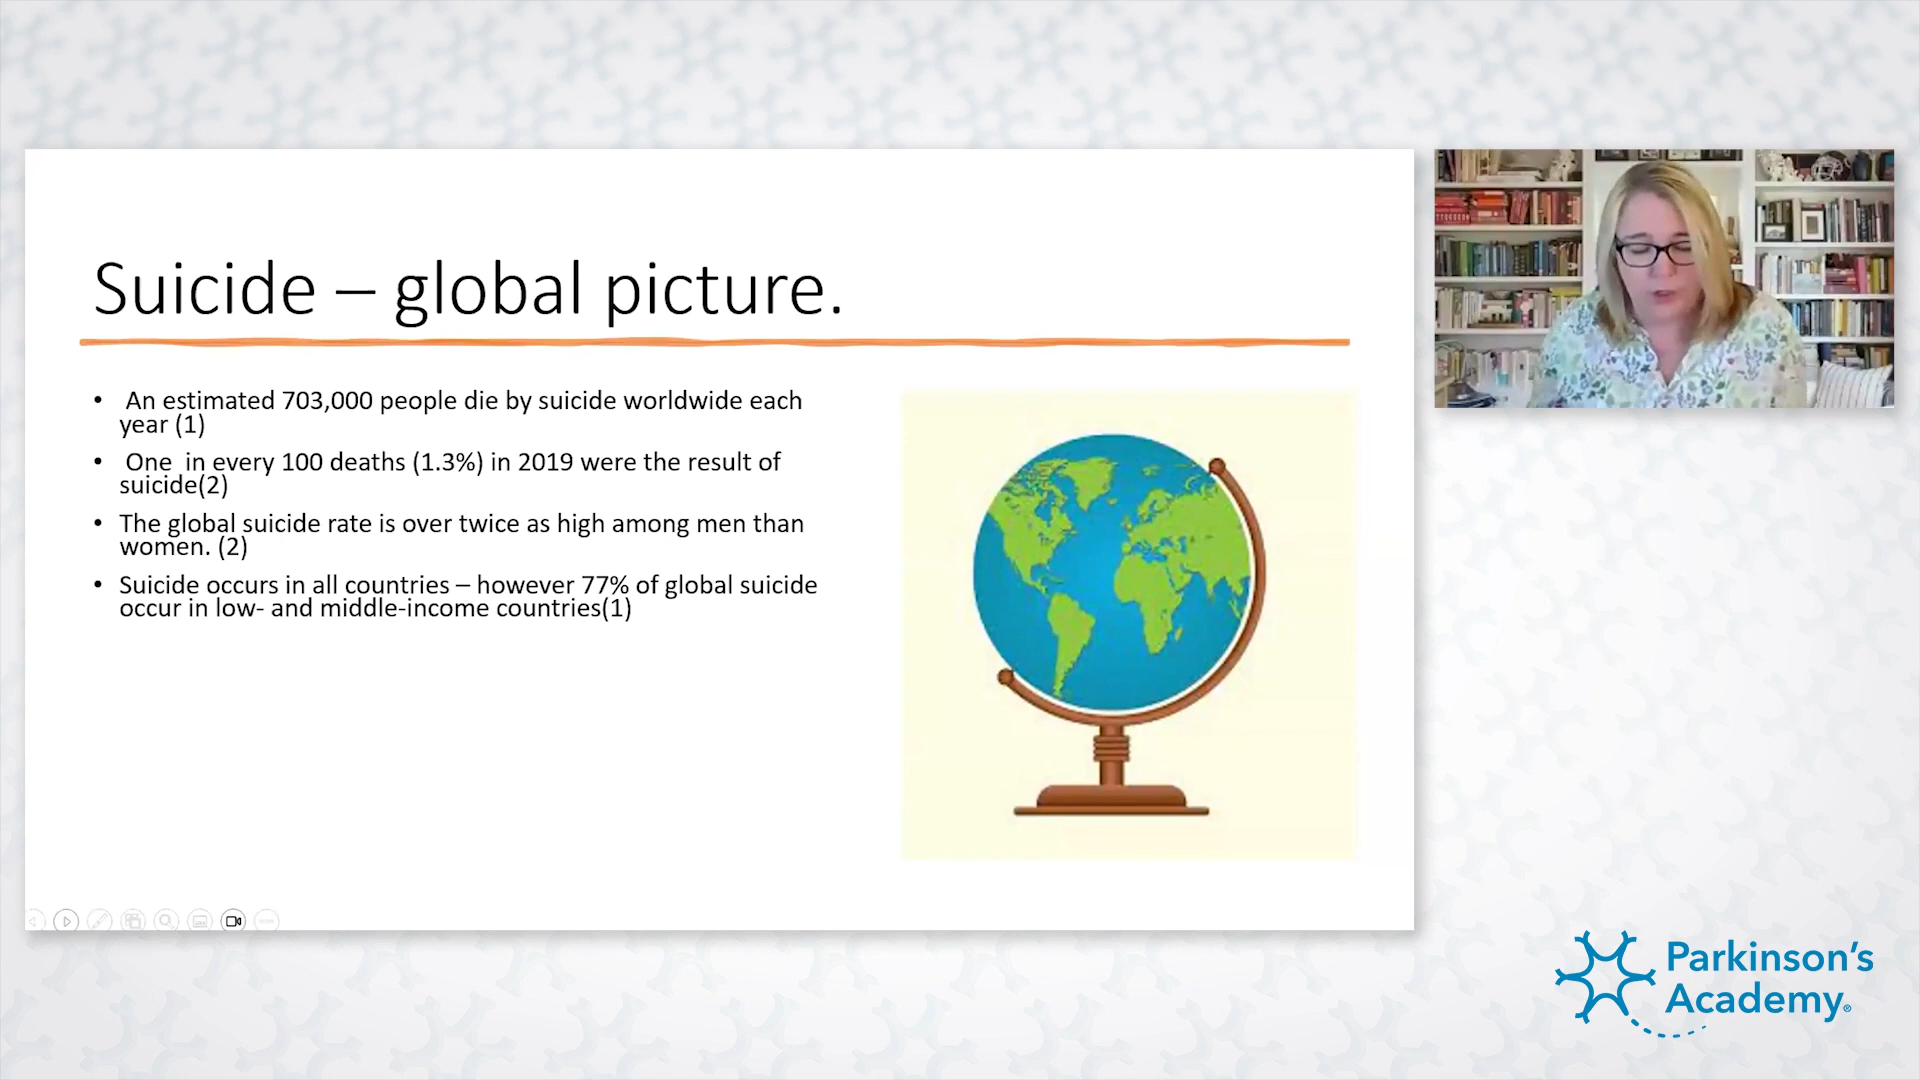 Suicide – global picture.
• An estimated 703,000 people die by suicide worldwide each
year (1)
• One  in every 100 deaths (1.3%) in 2019 were the result of
suicide(2)
• The global suicide rate is over twice as high among men than
women. (2)
• Suicide occurs in all countries – however 77% of global suicide
occur in low- and middle-income countries(1)
Parkinson's
Academy®